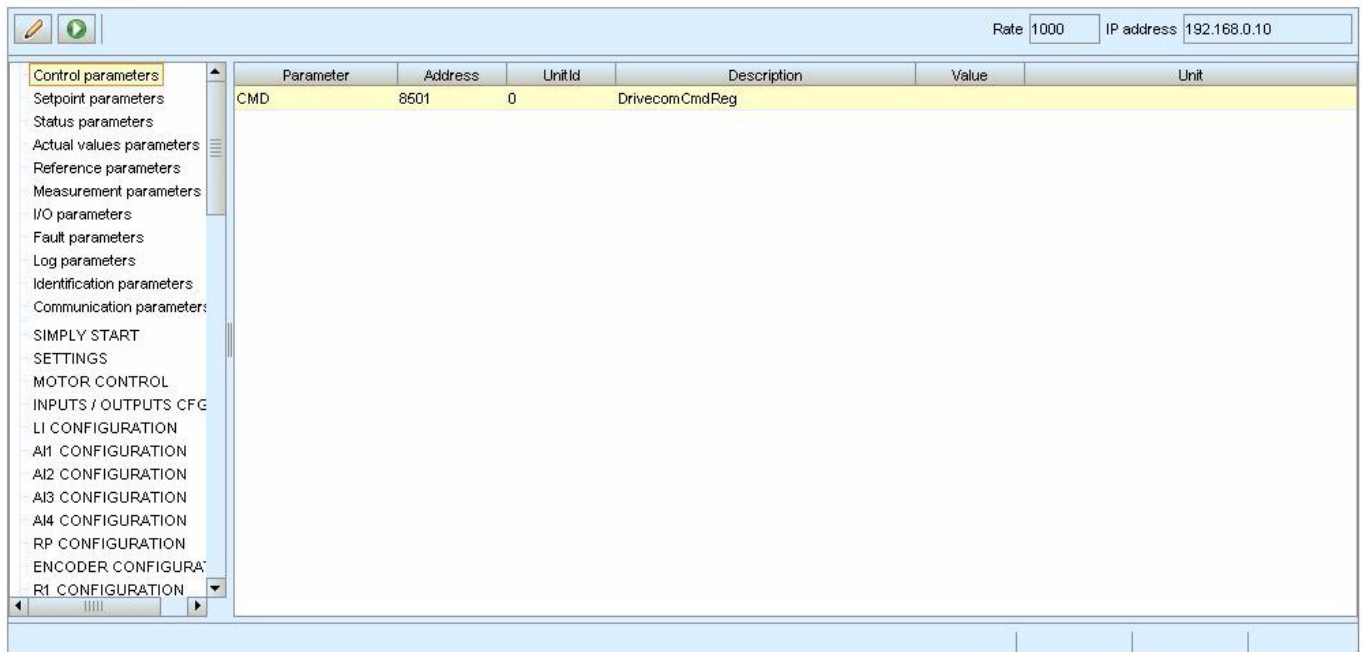 Rate 1000 IP address 192.168.0.10
Control parameters
Setpoint parameters
Status parameters
Actual values parameters
Reference parameters
Measurement parameters
I/O parameters
Fault parameters
Log parameters
Identification parameters
Communication parameters
SIMPLY START
SETTINGS
MOTOR CONTROL
INPUTS / OUTPUTS CFG
LI CONFIGURATION
AI1 CONFIGURATION
AI2 CONFIGURATION
AI3 CONFIGURATION
AI4 CONFIGURATION
RP CONFIGURATION
ENCODER CONFIGURAT
R1 CONFIGURATION
Parameter Address UnitId Description Value Unit
CMD 8501 0 DrivecomCmdReg